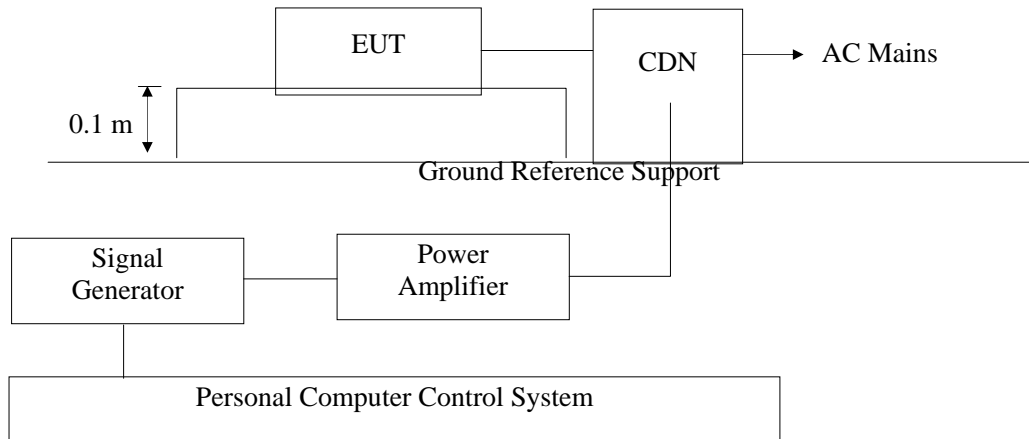 EUT
CDN
AC Mains
0.1 m
Ground Reference Support
Signal
Generator
Power
Amplifier
Personal Computer Control System